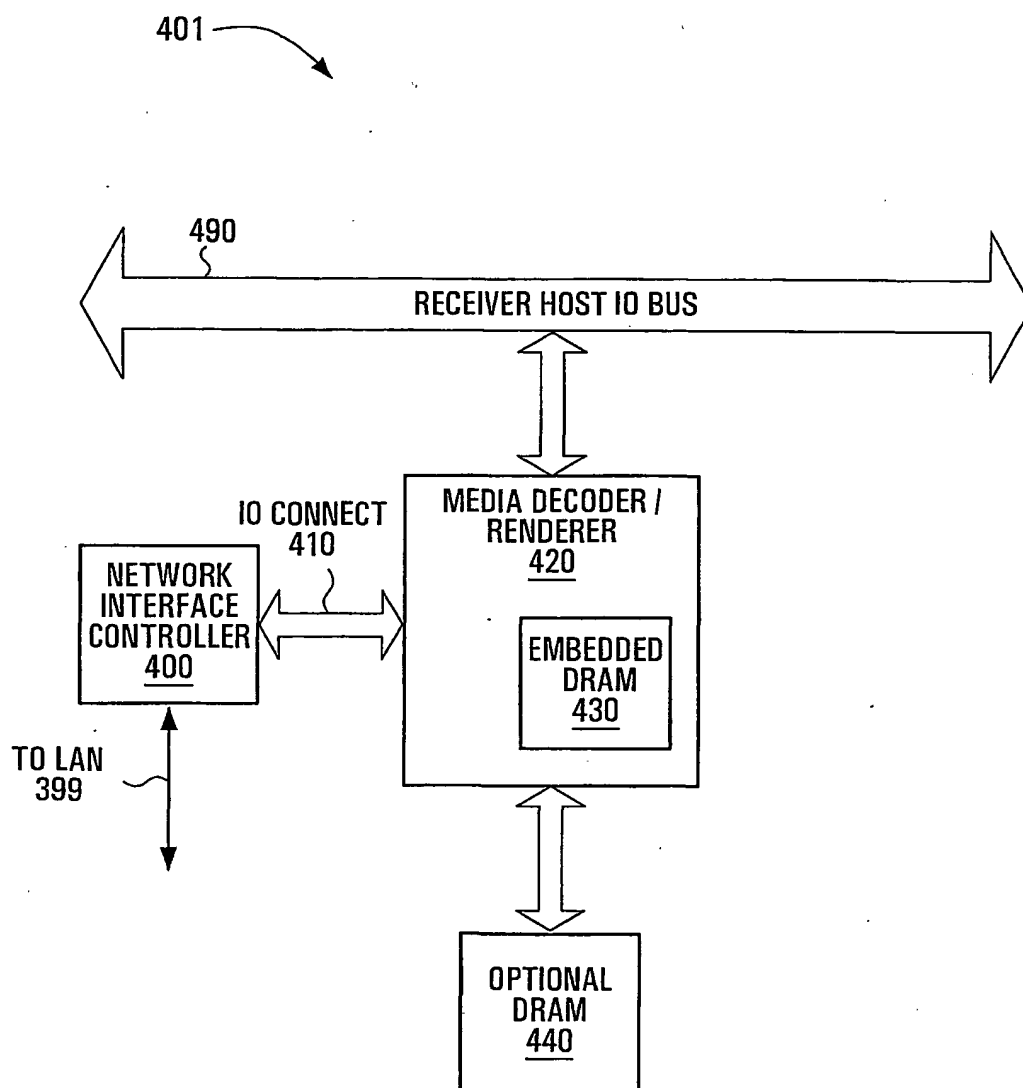 401
490
RECEIVER HOST IO BUS
MEDIA DECODER /
RENDERER
420
IO CONNECT
410
NETWORK
INTERFACE
CONTROLLER
400
EMBEDDED
DRAM
430
TO LAN
399
OPTIONAL
DRAM
440